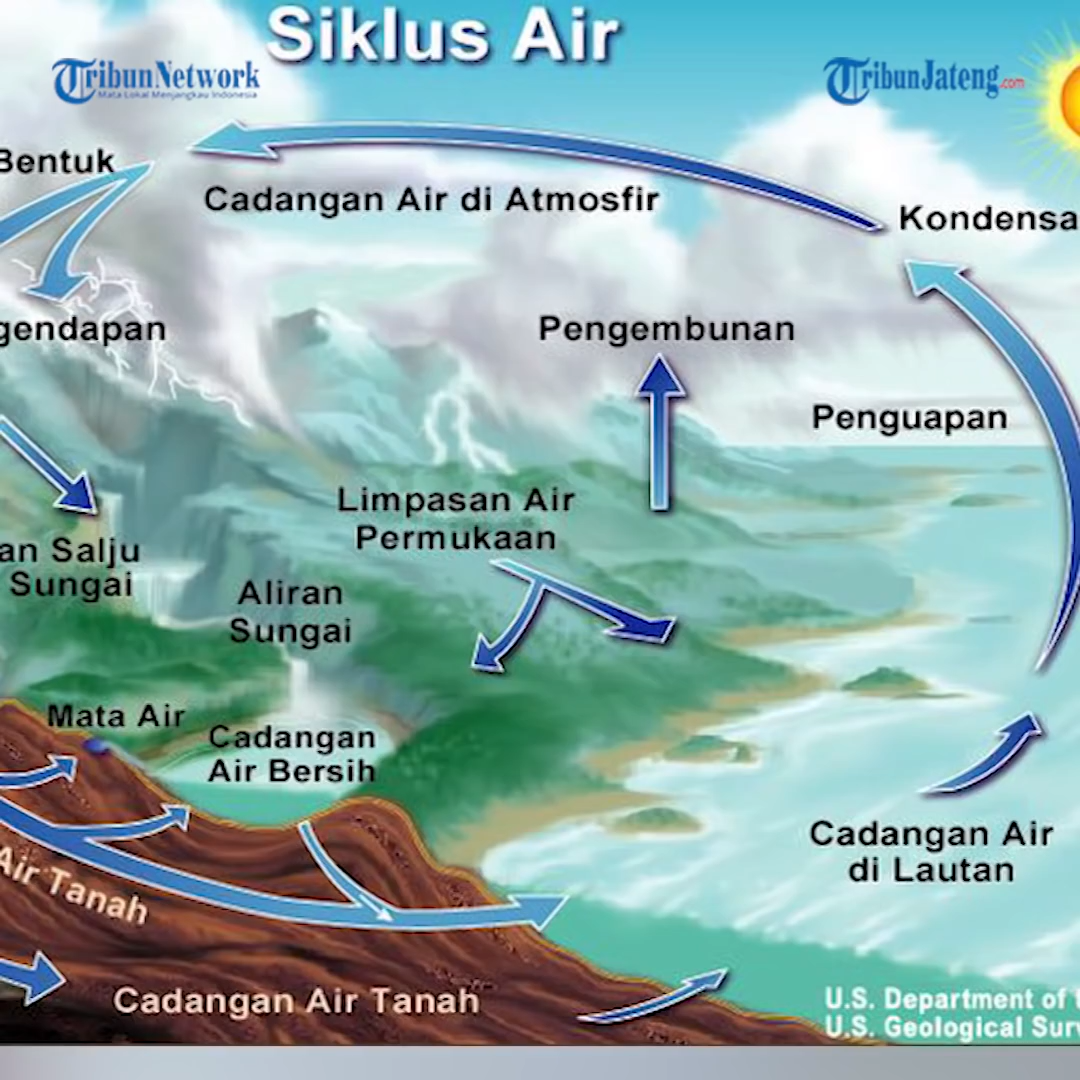 Siklus Air
TribunNetwork
Mata Lokal Menjangkau Indonesia
TribunJateng.com
Bentuk
Cadangan Air di Atmosfir
Kondensa
gendapan
Pengembunan
Penguapan
Limpasan Air
Permukaan
an Salju
Sungai
Aliran
Sungai
Mata Air
Cadangan
Air Bersih
Cadangan Air
di Lautan
Air Tanah
Cadangan Air Tanah
U.S. Department of
U.S. Geological Surv